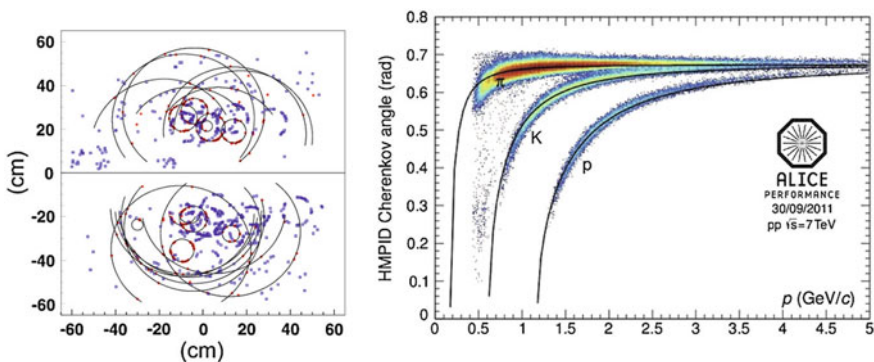 60
40
20
0
-20
-40
-60
(cm)
-60 -40 -20 0 20 40 60
(cm)
HMPID Cherenkov angle (rad)
0.8
0.7
0.6
0.5
0.4
0.3
0.2
0.1
0
π
K
p
ALICE
PERFORMANCE
30/09/2011
pp √s=7TeV
p (GeV/c)
0 0.5 1 1.5 2 2.5 3 3.5 4 4.5 5